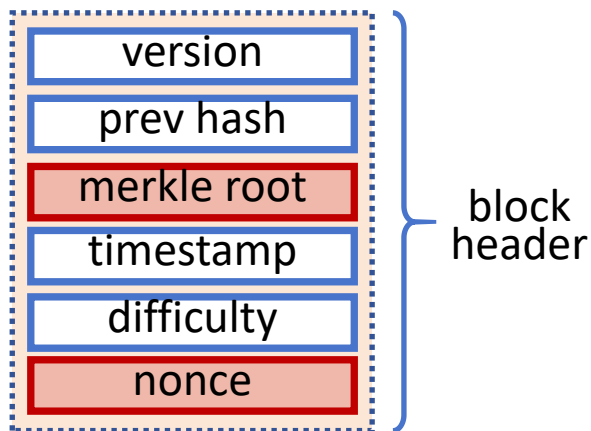 version
prev hash
merkle root
timestamp
difficulty
nonce
block
header